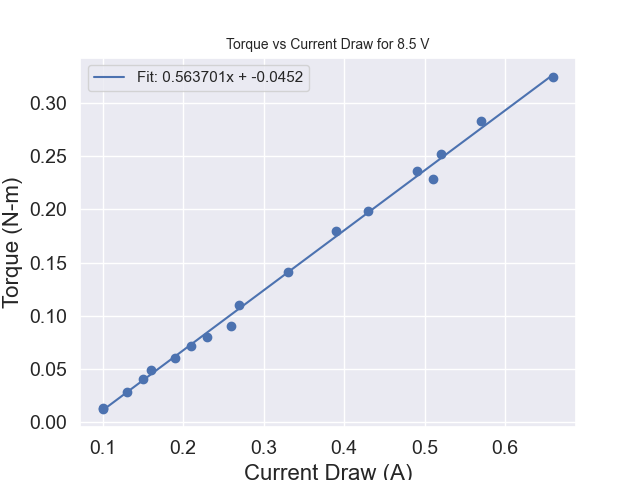 Torque vs Current Draw for 8.5 V
Fit: 0.563701x + -0.0452
Torque (N-m)
0.30
0.25
0.20
0.15
0.10
0.05
0.00
0.1 0.2 0.3 0.4 0.5 0.6
Current Draw (A)